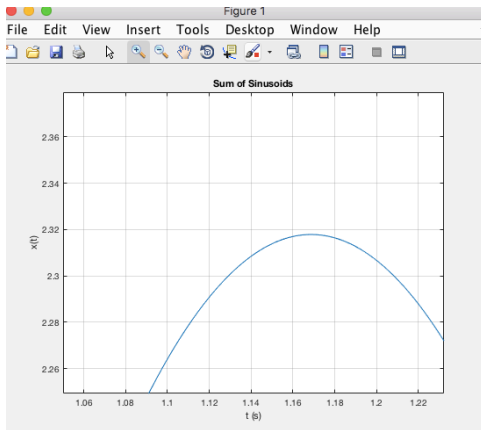 Figure 1
File Edit View Insert Tools Desktop Window Help
Sum of Sinusoids
2.36
2.34
2.32
2.3
2.28
2.26
x(t)
1.06 1.08 1.1 1.12 1.14 1.16 1.18 1.2 1.22
t (s)